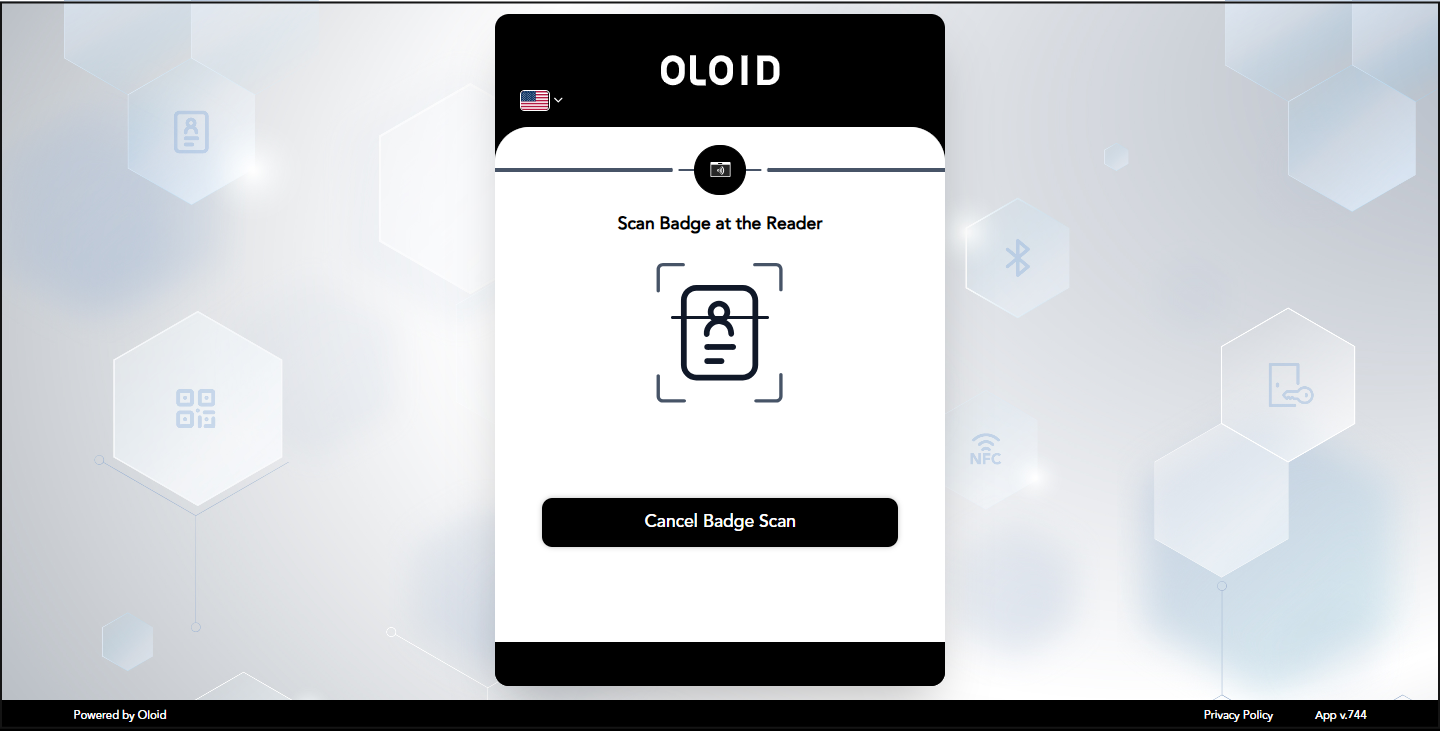 OLOID
Scan Badge at the Reader
NFC
Cancel Badge Scan
Powered by Oloid
Privacy Policy
App v.744